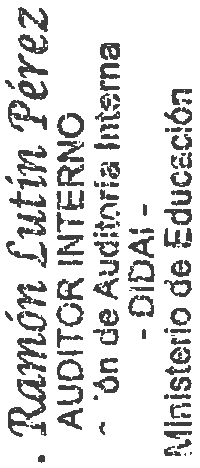 . Ramón Lutín Pérez
AUDITOR INTERNO
ón de Auditoría Interna
- DIDAI -
Ministerio de Educación